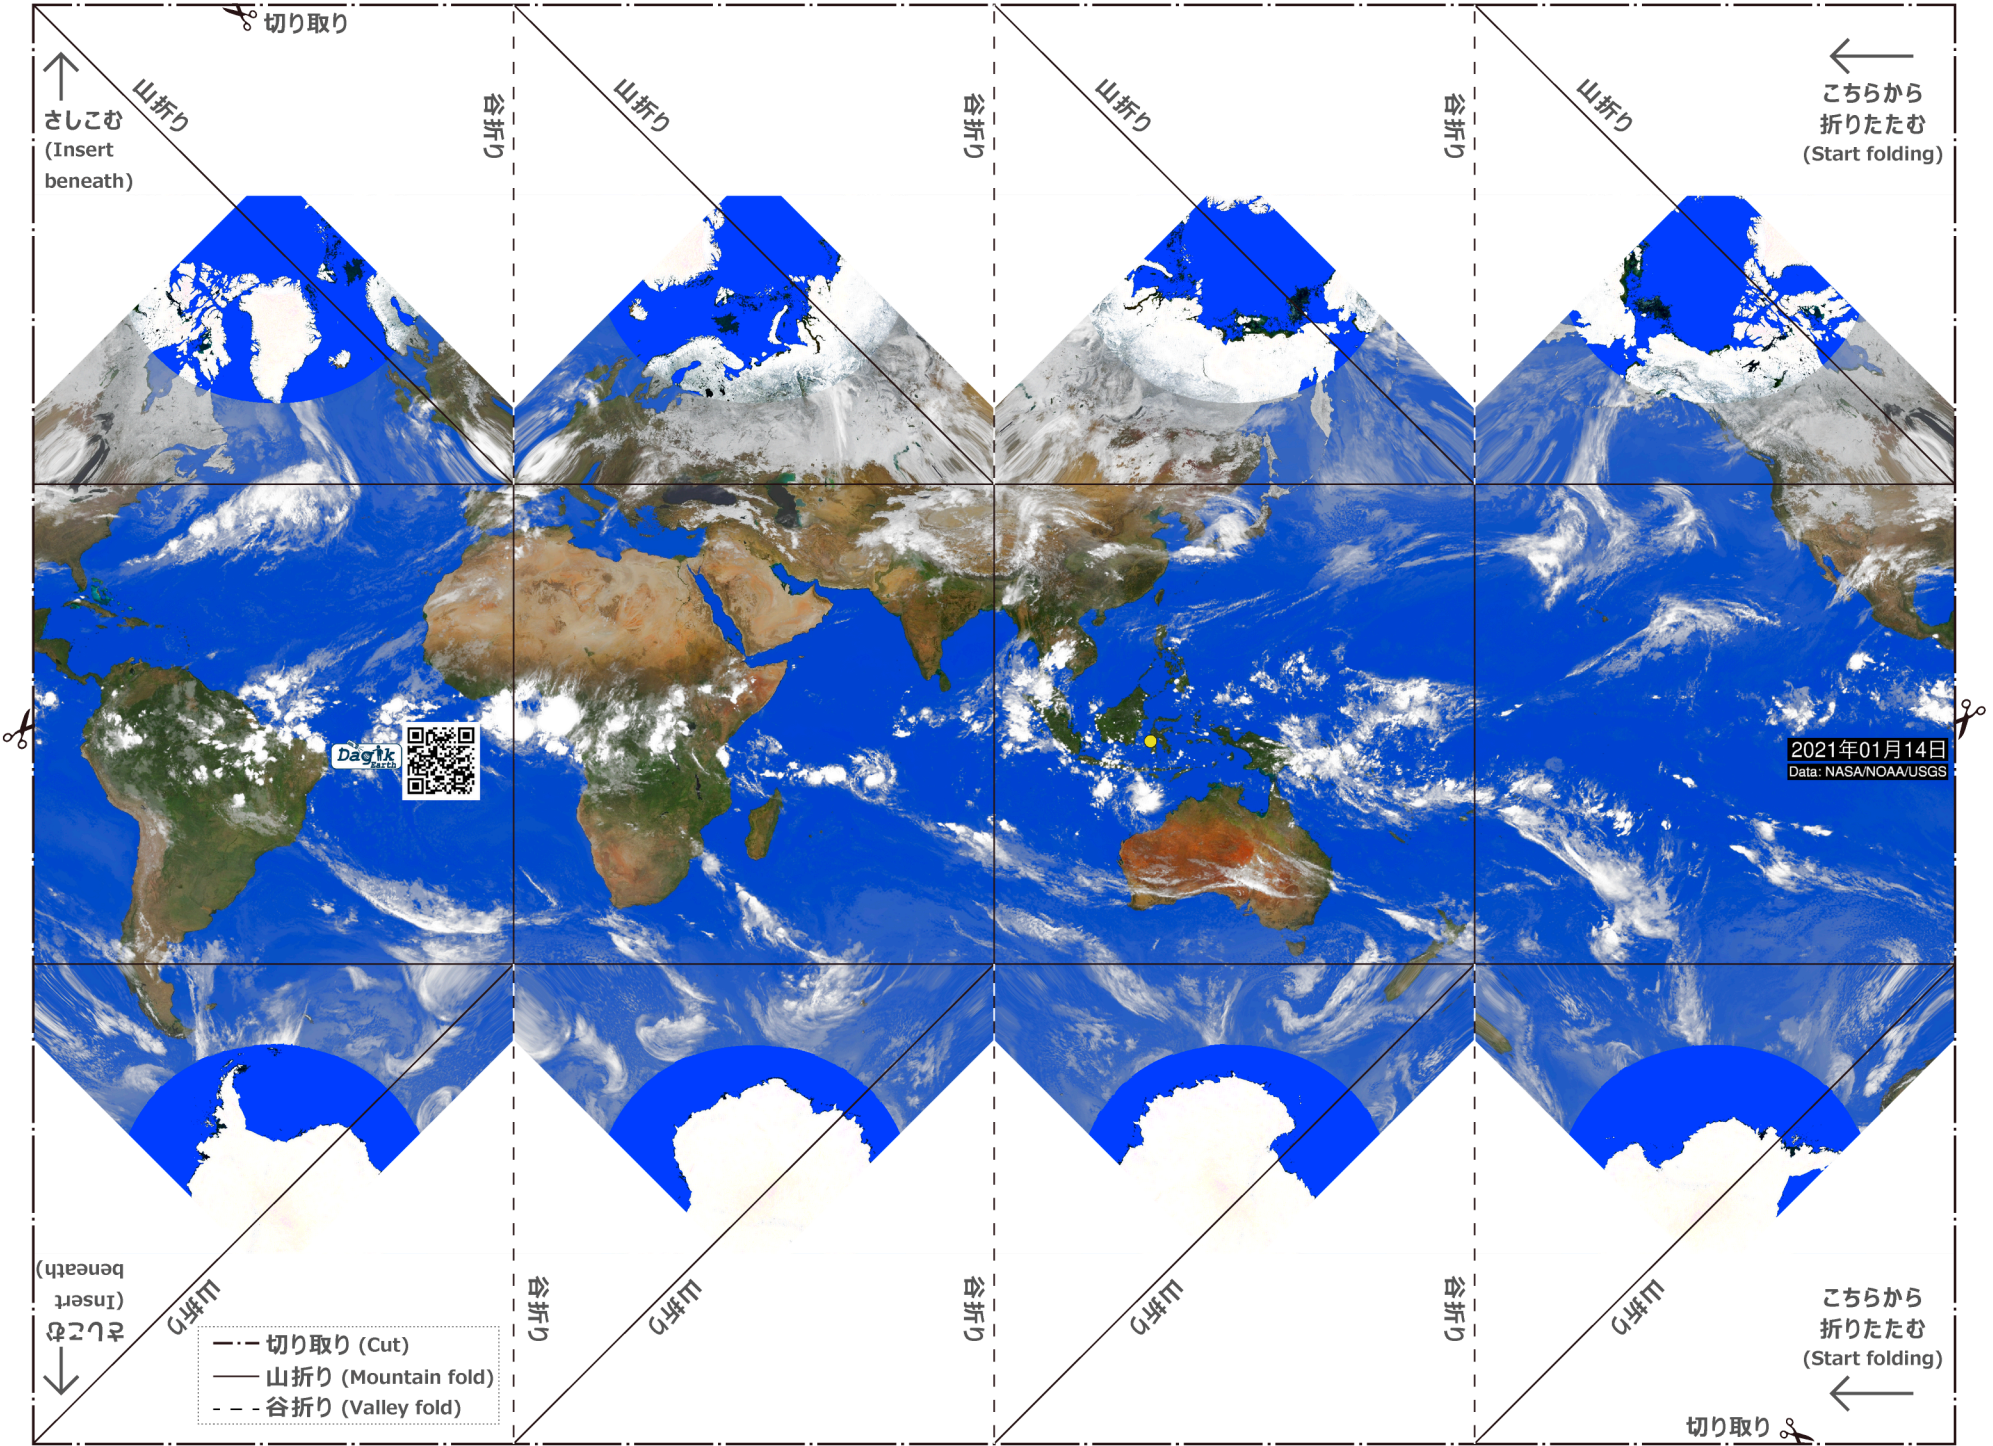 切り取り
さしこむ
(Insert
beneath)
山折り
谷折り
山折り
谷折り
山折り
谷折り
山折り
こちらから
折りたたむ
(Start folding)
Dagik
Earth
2021年01月14日
Data: NASA/NOAA/USGS
さしこむ
(Insert
beneath)
山折り
谷折り
山折り
谷折り
山折り
谷折り
山折り
こちらから
折りたたむ
(Start folding)
切り取り (Cut)
山折り (Mountain fold)
谷折り (Valley fold)
切り取り